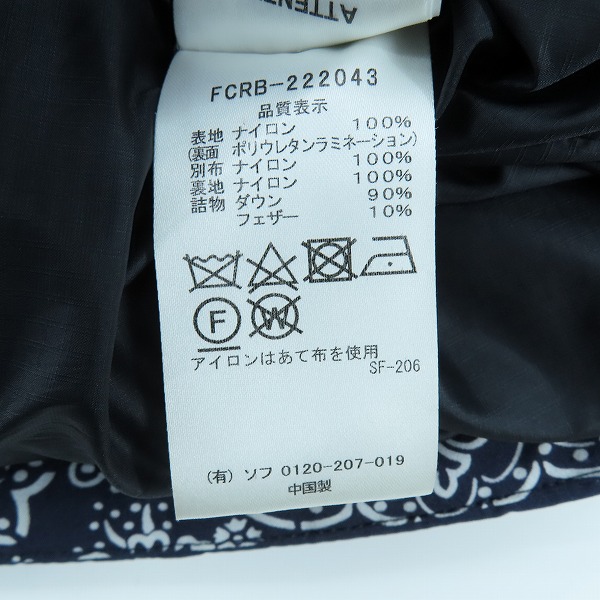 ATTENT
FCRB-222043
品質表示
表地 ナイロン 100%
(裏面 ポリウレタンラミネーション)
別布 ナイロン 100%
裏地 ナイロン 100%
詰物 ダウン 90%
フェザー 10%
F W
アイロンはあて布を使用
SF-206
(有) ソフ 0120-207-019
中国製